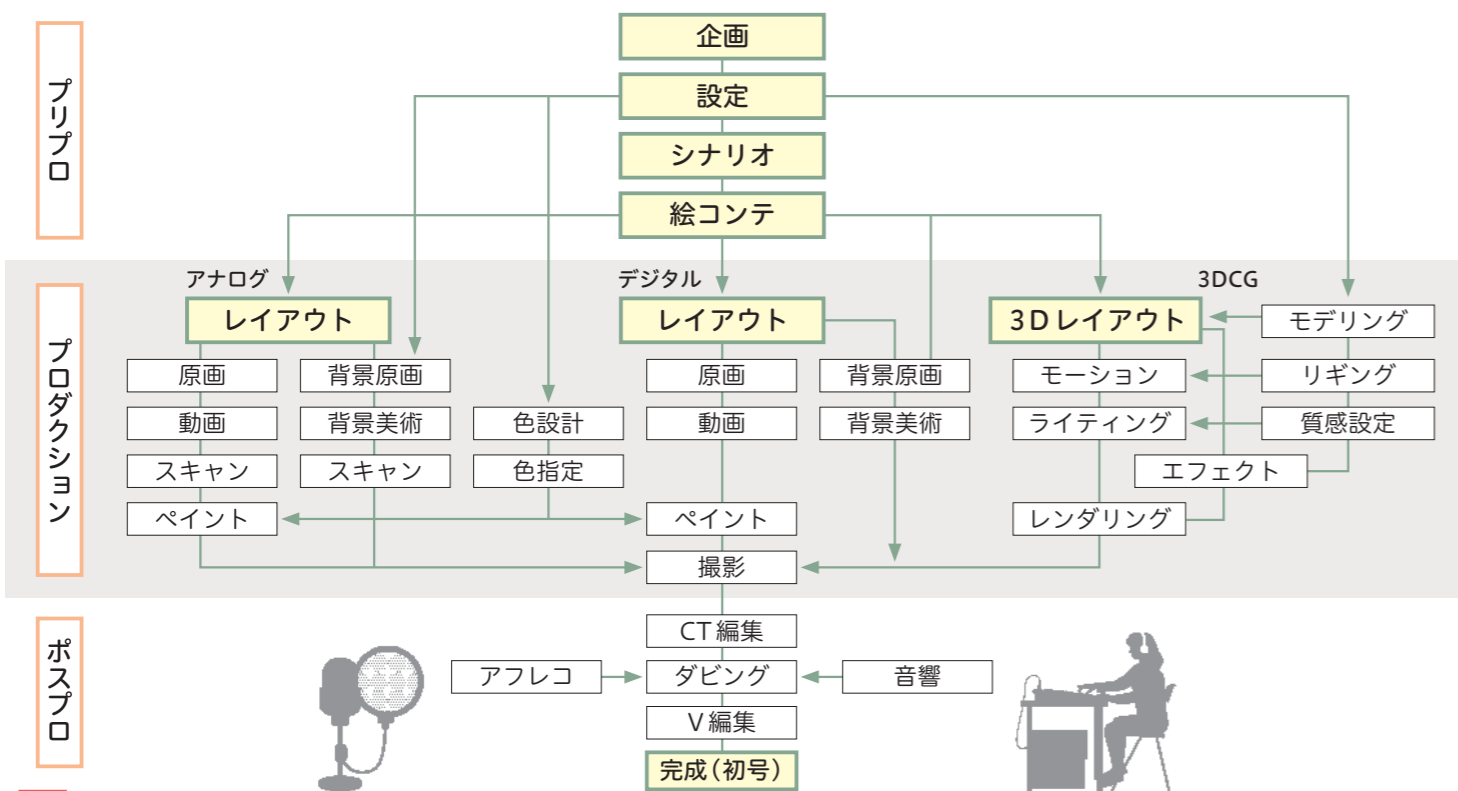 プリプロ
企画
設定
シナリオ
絵コンテ
プロダクション
アナログ
デジタル
3DCG
レイアウト
レイアウト
3Dレイアウト
モデリング
原画
背景原画
原画
背景原画
モーション
リギング
動画
背景美術
色設計
動画
背景美術
ライティング
質感設定
スキャン
スキャン
色指定
エフェクト
ペイント
ペイント
レンダリング
撮影
ポスプロ
CT編集
アフレコ
ダビング
音響
V編集
完成(初号)